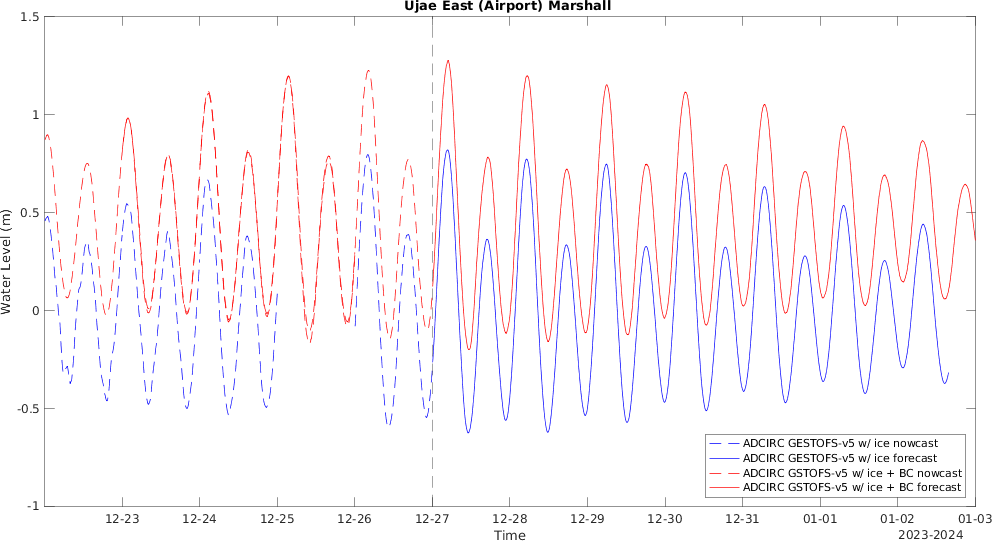 Ujae East (Airport) Marshall
1.5
1
0.5
0
-0.5
-1
Water Level (m)
ADCIRC GESTOFS-v5 w/ ice nowcast
ADCIRC GESTOFS-v5 w/ ice forecast
ADCIRC GSTOFS-v5 w/ ice + BC nowcast
ADCIRC GSTOFS-v5 w/ ice + BC forecast
12-23 12-24 12-25 12-26 12-27 12-28 12-29 12-30 12-31 01-01 01-02 01-03
Time
2023-2024